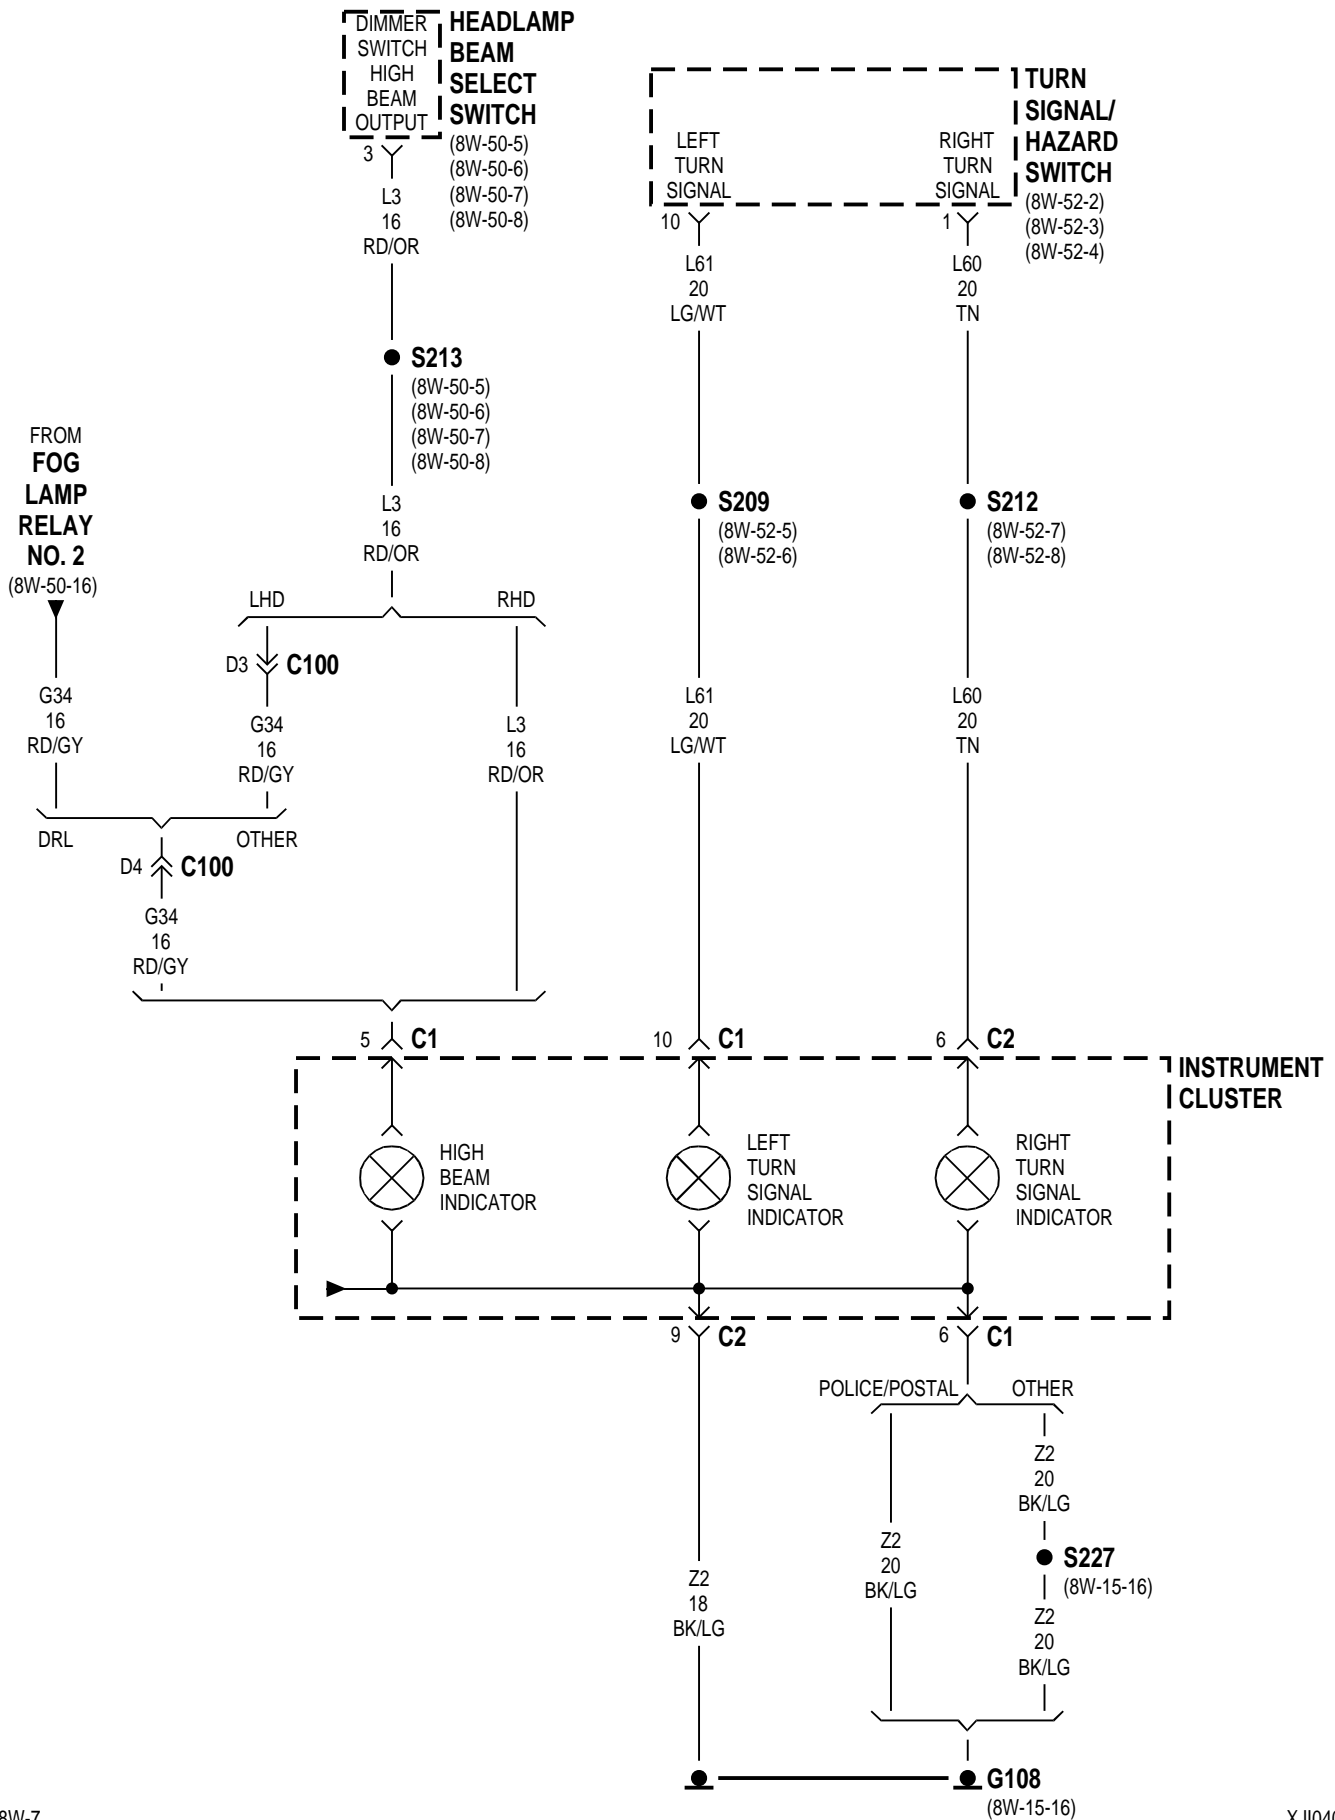 DIMMER
SWITCH
HIGH
BEAM
OUTPUT
HEADLAMP
BEAM
SELECT
SWITCH
(8W-50-5)
(8W-50-6)
(8W-50-7)
(8W-50-8)
3
L3
16
RD/OR
LEFT
TURN
SIGNAL
RIGHT
TURN
SIGNAL
TURN
SIGNAL/
HAZARD
SWITCH
(8W-52-2)
(8W-52-3)
(8W-52-4)
10
L61
20
LG/WT
1
L60
20
TN
S213
(8W-50-5)
(8W-50-6)
(8W-50-7)
(8W-50-8)
L3
16
RD/OR
FROM
FOG
LAMP
RELAY
NO. 2
(8W-50-16)
S209
(8W-52-5)
(8W-52-6)
S212
(8W-52-7)
(8W-52-8)
LHD
RHD
D3
C100
G34
16
RD/GY
G34
16
RD/GY
L3
16
RD/OR
L61
20
LG/WT
L60
20
TN
DRL
OTHER
D4
C100
G34
16
RD/GY
5
C1
10
C1
6
C2
INSTRUMENT
CLUSTER
HIGH
BEAM
INDICATOR
LEFT
TURN
SIGNAL
INDICATOR
RIGHT
TURN
SIGNAL
INDICATOR
9
C2
6
C1
POLICE/POSTAL
OTHER
Z2
20
BK/LG
S227
(8W-15-16)
Z2
18
BK/LG
Z2
20
BK/LG
Z2
20
BK/LG
G108
(8W-15-16)